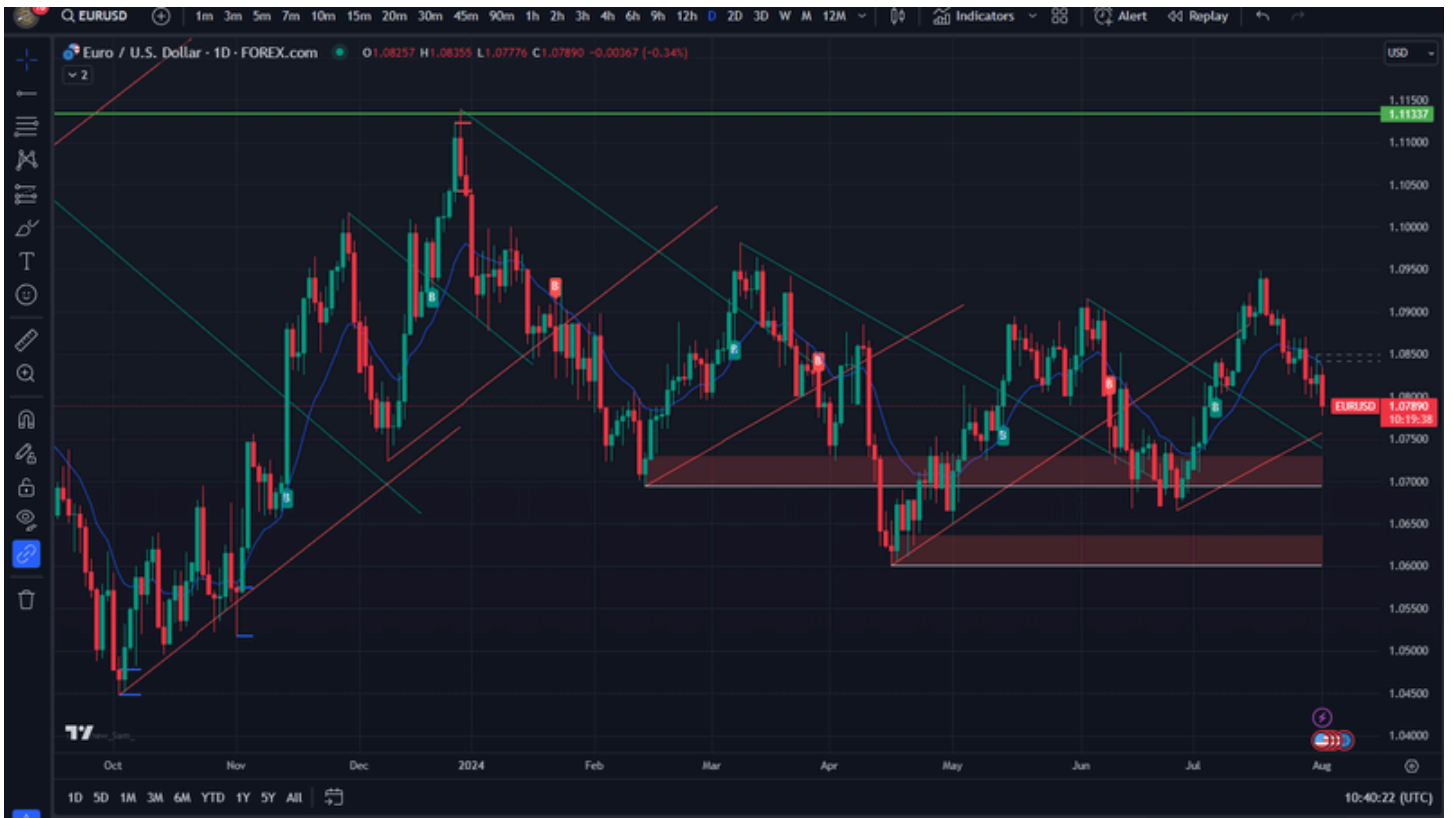 EURUSD 1m 3m 5m 7m 10m 15m 20m 30m 45m 90m 1h 2h 3h 4h 6h 9h 12h D 2D 3D W M 12M Indicators Alert Replay
Euro / U.S. Dollar · 1D · FOREX.com O1.08257 H1.08355 L1.07776 C1.07890 -0.00367 (-0.34%)
USD
2
1.11500
1.11337
1.11000
1.10500
1.10000
1.09500
B
B
1.09000
B
B
1.08500
B
B
1.08000
EURUSD 1.07890
10:19:38
1.07500
B
1.07000
1.06500
1.06000
1.05500
1.05000
1.04500
1.04000
Oct Nov Dec 2024 Feb Mar Apr May Jun Jul Aug
1D 5D 1M 3M 6M YTD 1Y 5Y All
10:40:22 (UTC)